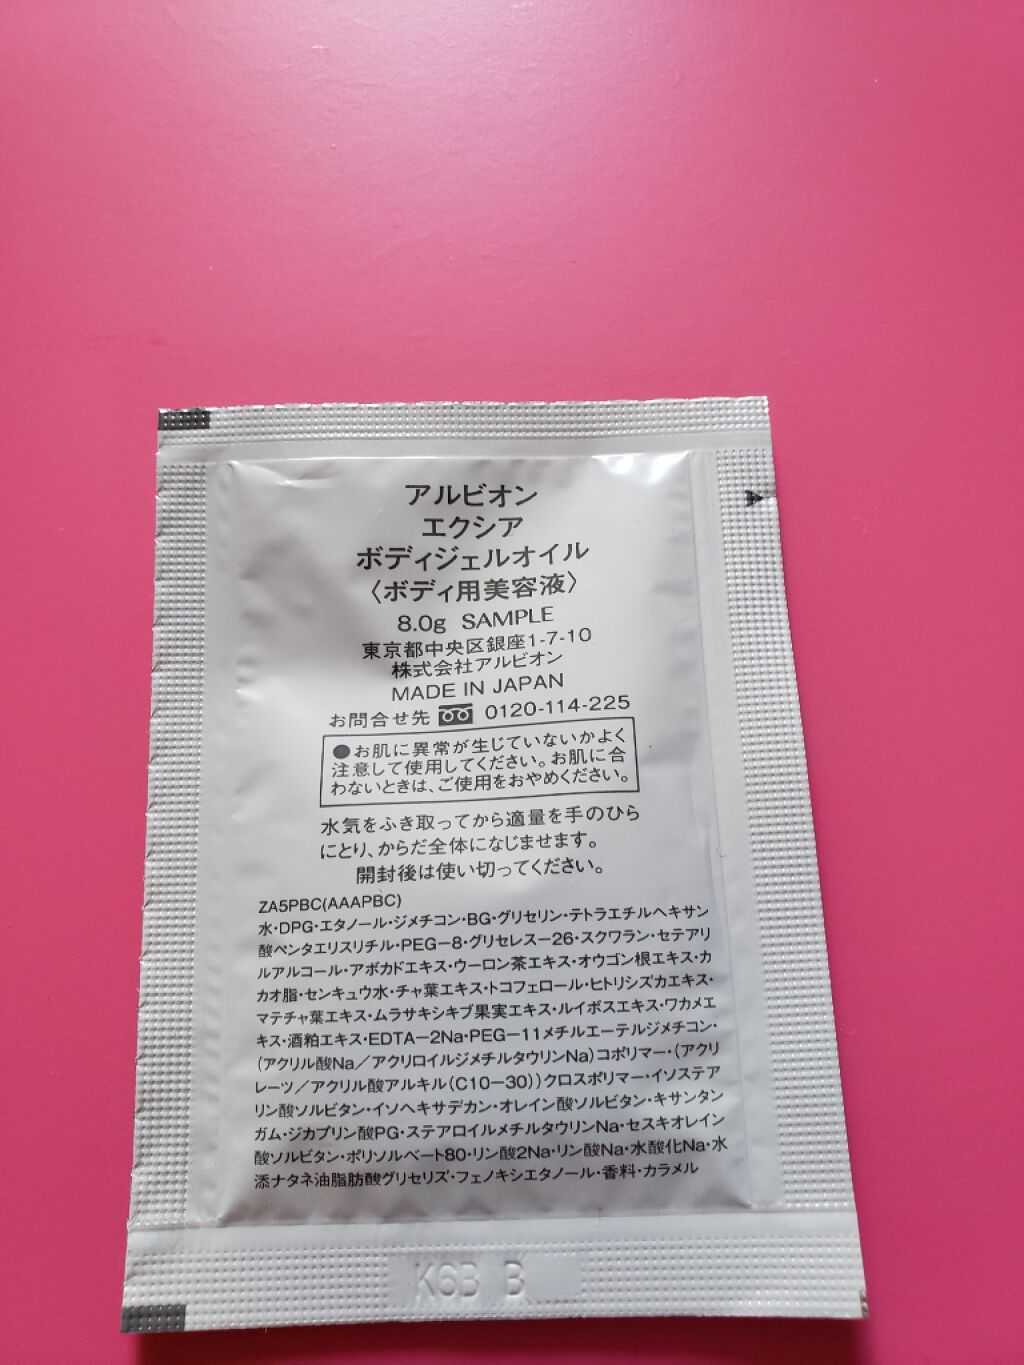 アルビオン
エクシア
ボディジェルオイル
〈ボディ用美容液〉
8.0g SAMPLE
東京都中央区銀座1-7-10
株式会社アルビオン
MADE IN JAPAN
お問合せ先 0120-114-225
●お肌に異常が生じていないかよく
注意して使用してください。お肌に合
わないときは、ご使用をおやめください。
水気をふき取ってから適量を手のひら
にとり、からだ全体になじませます。
開封後は使い切ってください。
ZA5PBC(AAAPBC)
水・DPG・エタノール・ジメチコン・BG・グリセリン・テトラエチルヘキサン
酸ペンタエリスリチル・PEG-8・グリセレス-26・スクワラン・セテアリ
ルアルコール・アボカドエキス・ウーロン茶エキス・オウゴン根エキス・カ
カオ脂・センキュウ水・チャ葉エキス・トコフェロール・ヒトリシズカエキス・
マテチャ葉エキス・ムラサキシキブ果実エキス・ルイボスエキス・ワカメエ
キス・酒粕エキス・EDTA-2Na・PEG-11メチルエーテルジメチコン・
(アクリル酸Na/アクリロイルジメチルタウリンNa)コポリマー・(アクリ
レーツ/アクリル酸アルキル(C10-30))クロスポリマー・イソステア
リン酸ソルビタン・イソヘキサデカン・オレイン酸ソルビタン・キサンタン
ガム・ジカプリン酸PG・ステアロイルメチルタウリンNa・セスキオレイン
酸ソルビタン・ポリソルベート80・リン酸2Na・リン酸Na・水酸化Na・水
添ナタネ油脂肪酸グリセリズ・フェノキシエタノール・香料・カラメル
K6B B